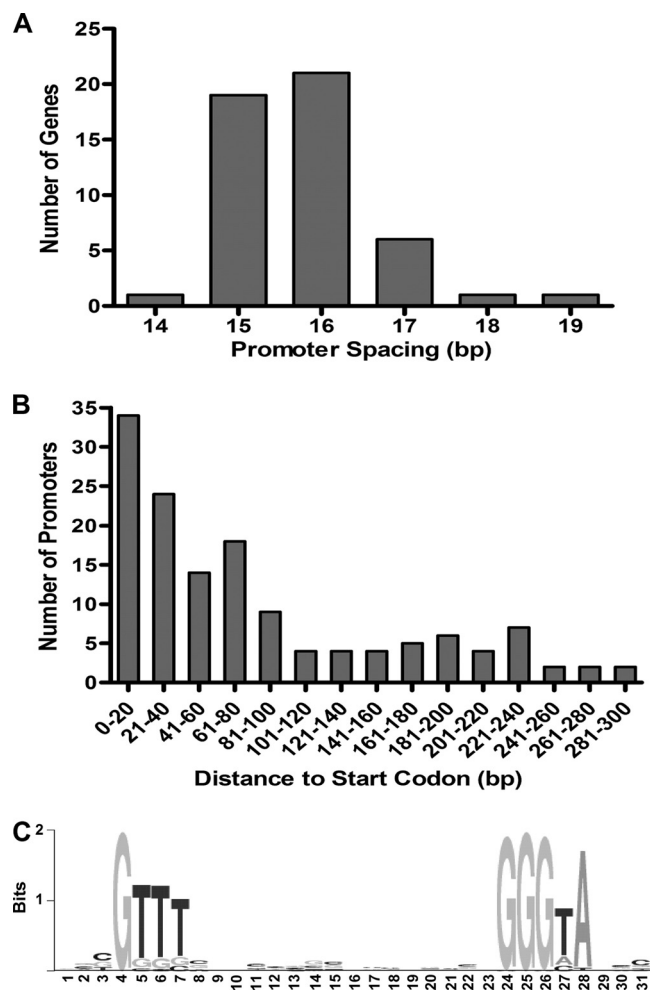 A
25
20
15
10
5
0
Number of Genes
14 15 16 17 18 19
Promoter Spacing (bp)
B
35
30
25
20
15
10
5
0
Number of Promoters
0-20 21-40 41-60 61-80 81-100 101-120 121-140 141-160 161-180 181-200 201-220 221-240 241-260 261-280 281-300
Distance to Start Codon (bp)
C
2
1
Bits
GTTT GGGTA
1 2 3 4 5 6 7 8 9 10 11 12 13 14 15 16 17 18 19 20 21 22 23 24 25 26 27 28 29 30 31